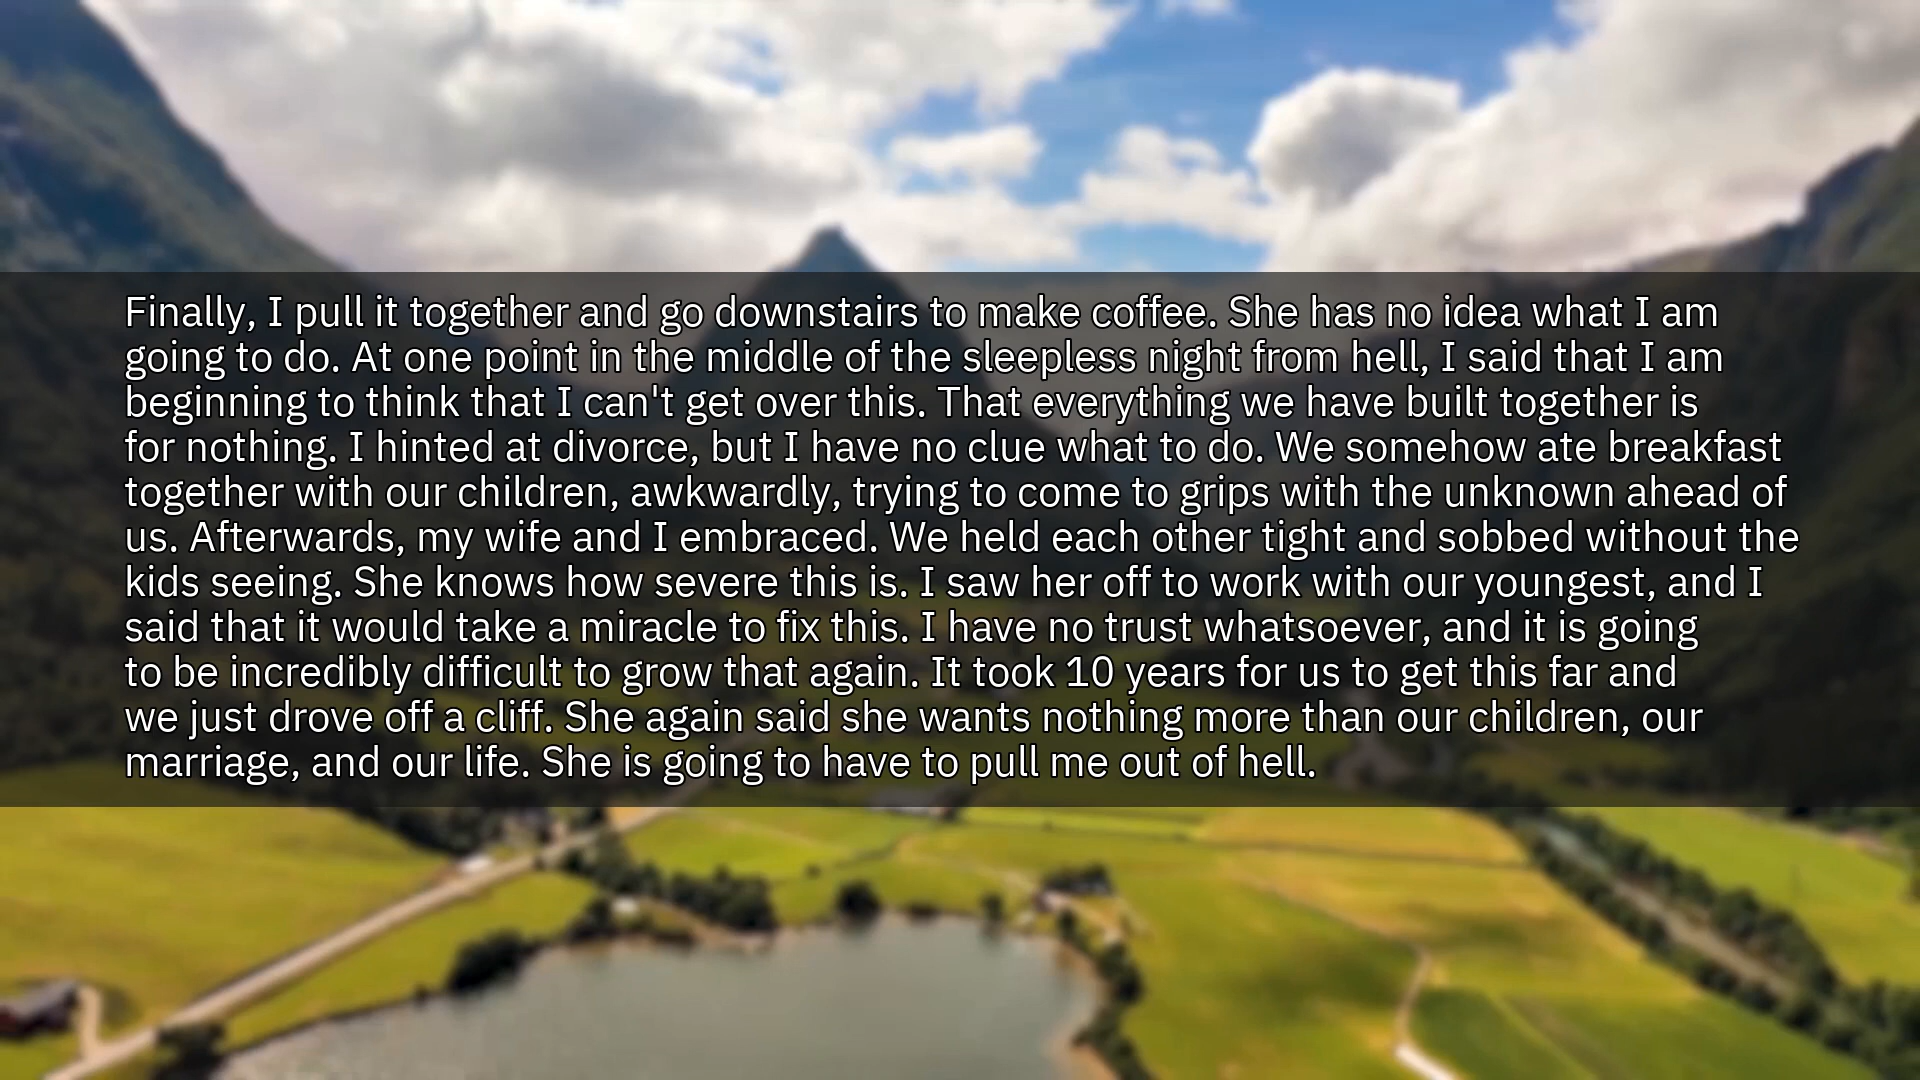 Finally, I pull it together and go downstairs to make coffee. She has no idea what I am
going to do. At one point in the middle of the sleepless night from hell, I said that I am
beginning to think that I can't get over this. That everything we have built together is
for nothing. I hinted at divorce, but I have no clue what to do. We somehow ate breakfast
together with our children, awkwardly, trying to come to grips with the unknown ahead of
us. Afterwards, my wife and I embraced. We held each other tight and sobbed without the
kids seeing. She knows how severe this is. I saw her off to work with our youngest, and I
said that it would take a miracle to fix this. I have no trust whatsoever, and it is going
to be incredibly difficult to grow that again. It took 10 years for us to get this far and
we just drove off a cliff. She again said she wants nothing more than our children, our
marriage, and our life. She is going to have to pull me out of hell.